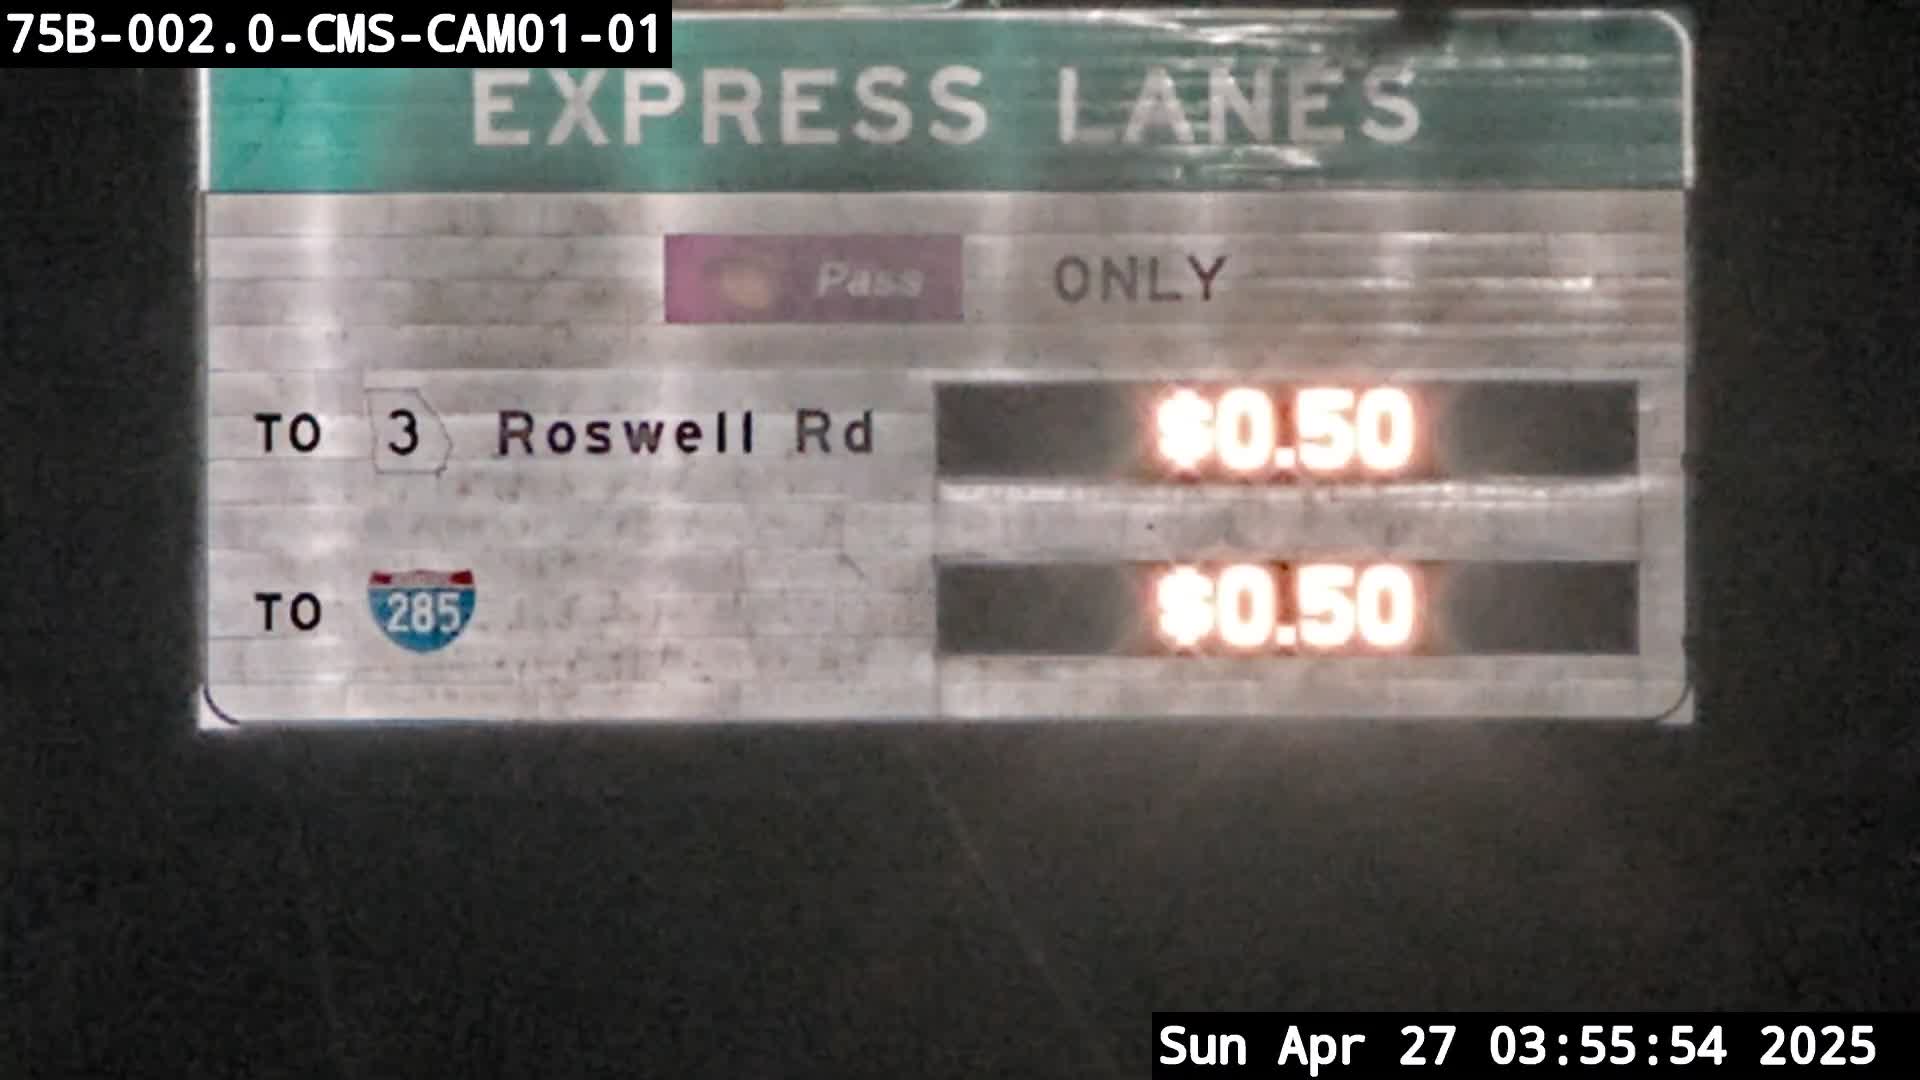 75B-002.0-CMS-CAM01-01
EXPRESS LANES
Pass ONLY
TO 3 Roswell Rd $0.50
TO 285 $0.50
Sun Apr 27 03:55:54 2025